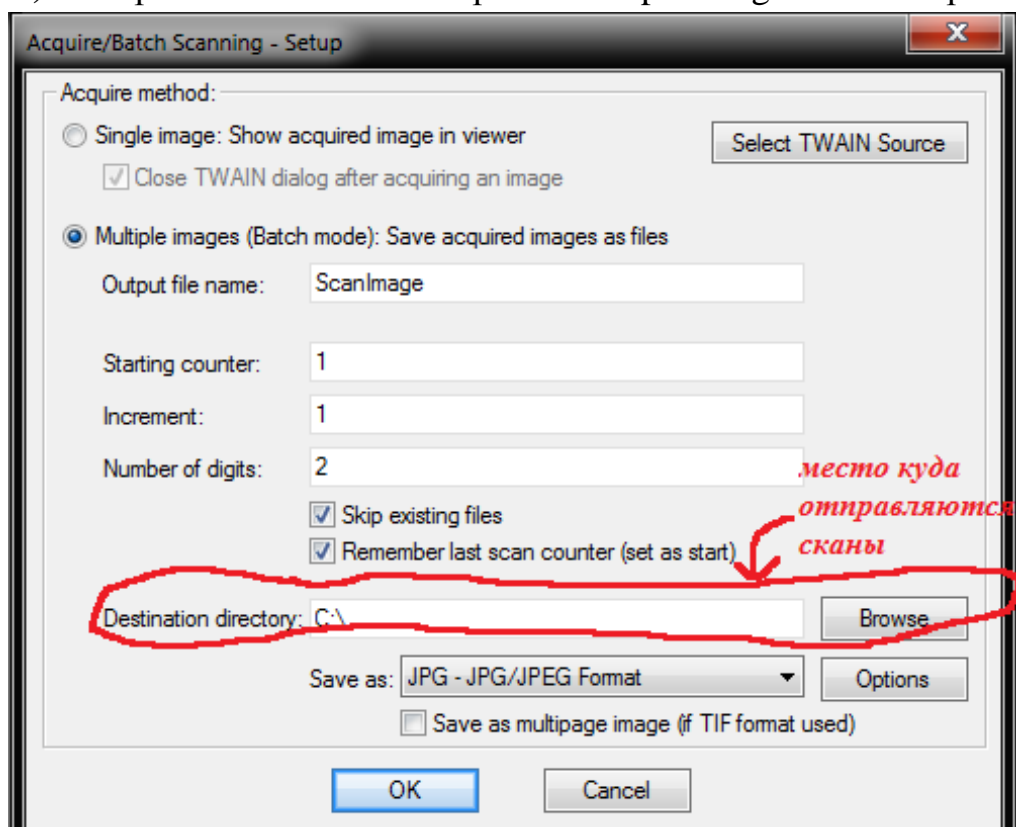 Acquire/Batch Scanning - Setup
Acquire method:
Single image: Show acquired image in viewer
Select TWAIN Source
Close TWAIN dialog after acquiring an image
Multiple images (Batch mode): Save acquired images as files
Output file name: ScanImage
Starting counter: 1
Increment: 1
Number of digits: 2
место куда
отправляются
сканы
Skip existing files
Remember last scan counter (set as start)
Destination directory: C:\ Browse
Save as: JPG - JPG/JPEG Format Options
Save as multipage image (if TIF format used)
OK Cancel